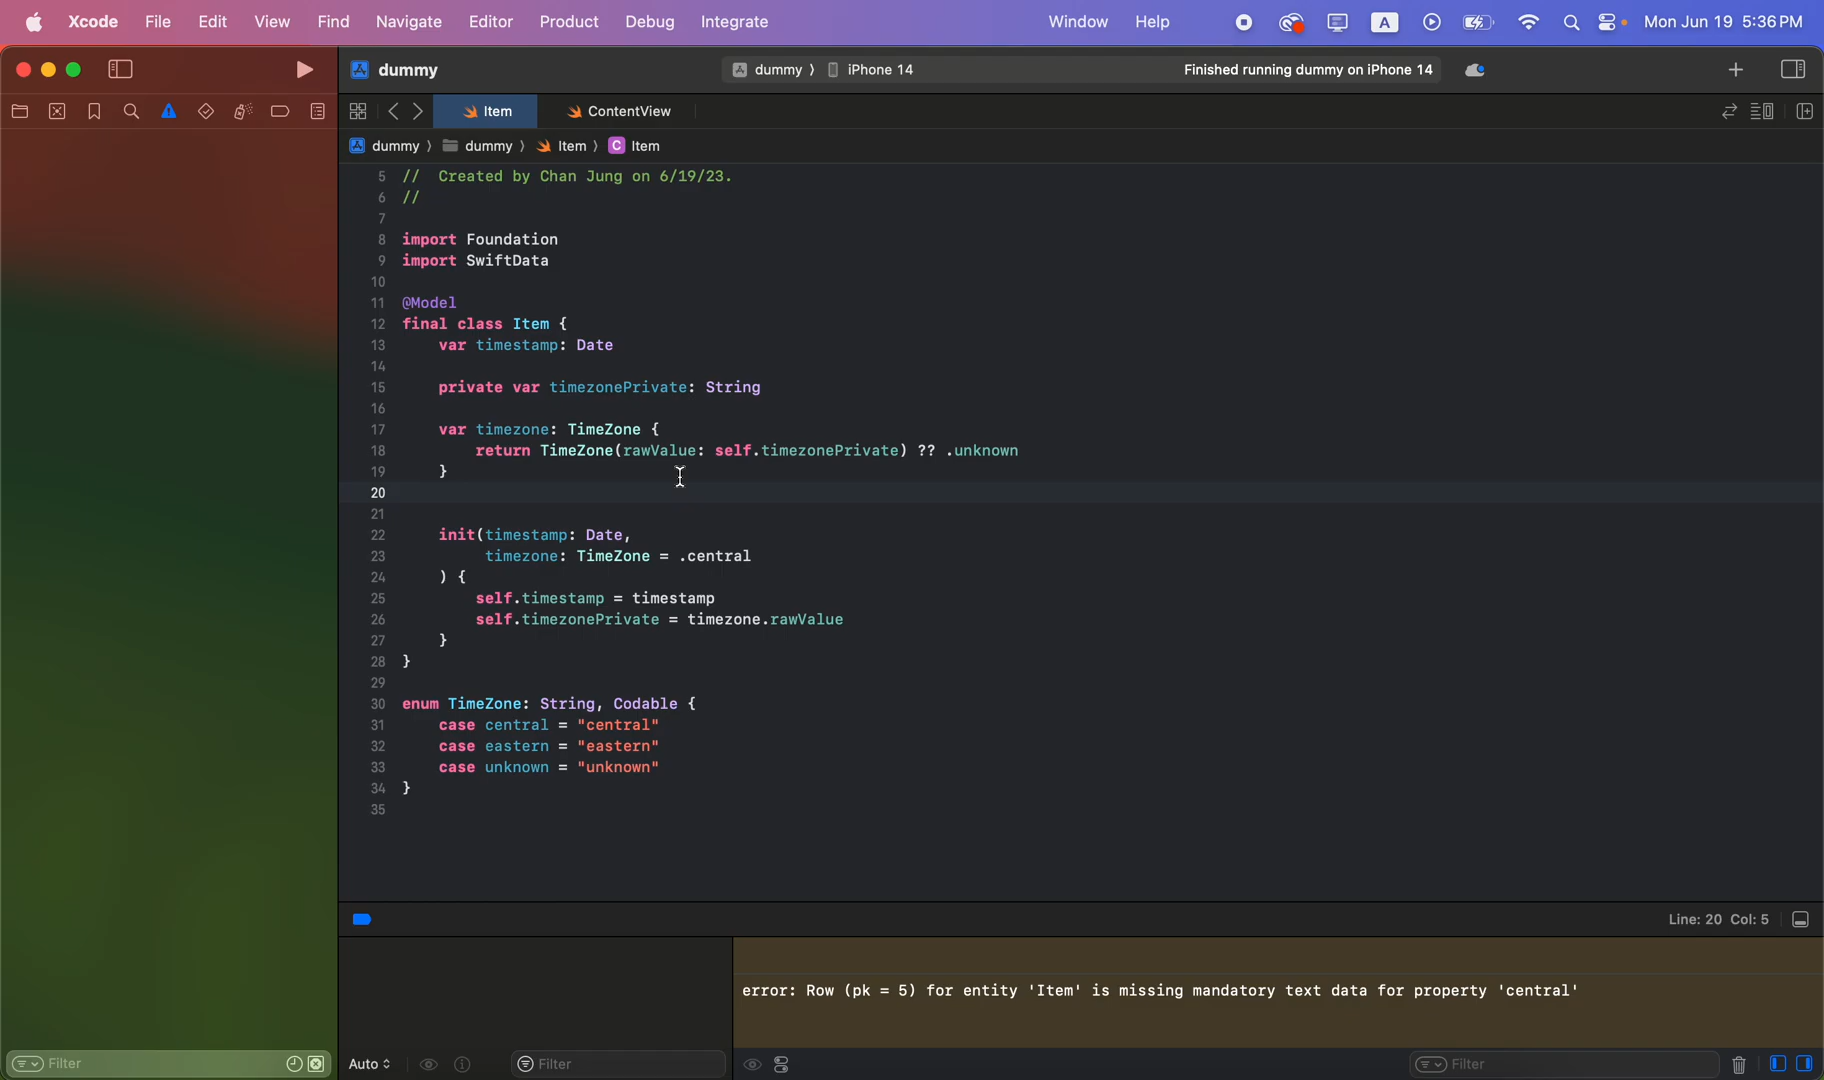 Xcode File Edit View Find Navigate Editor Product Debug Integrate Window Help A Mon Jun 19 5:36 PM
dummy dummy 〉 iPhone 14 Finished running dummy on iPhone 14
Item ContentView
dummy 〉 dummy 〉 Item 〉 C Item
5 // Created by Chan Jung on 6/19/23.
6 //
7
8 import Foundation
9 import SwiftData
10
11 @Model
12 final class Item {
13 var timestamp: Date
14
15 private var timezonePrivate: String
16
17 var timezone: TimeZone {
18 return TimeZone(rawValue: self.timezonePrivate) ?? .unknown
19 }
20
21
22 init(timestamp: Date,
23 timezone: TimeZone = .central
24 ) {
25 self.timestamp = timestamp
26 self.timezonePrivate = timezone.rawValue
27 }
28 }
29
30 enum TimeZone: String, Codable {
31 case central = "central"
32 case eastern = "eastern"
33 case unknown = "unknown"
34 }
35
Line: 20 Col: 5
error: Row (pk = 5) for entity 'Item' is missing mandatory text data for property 'central'
Filter Auto Filter Filter